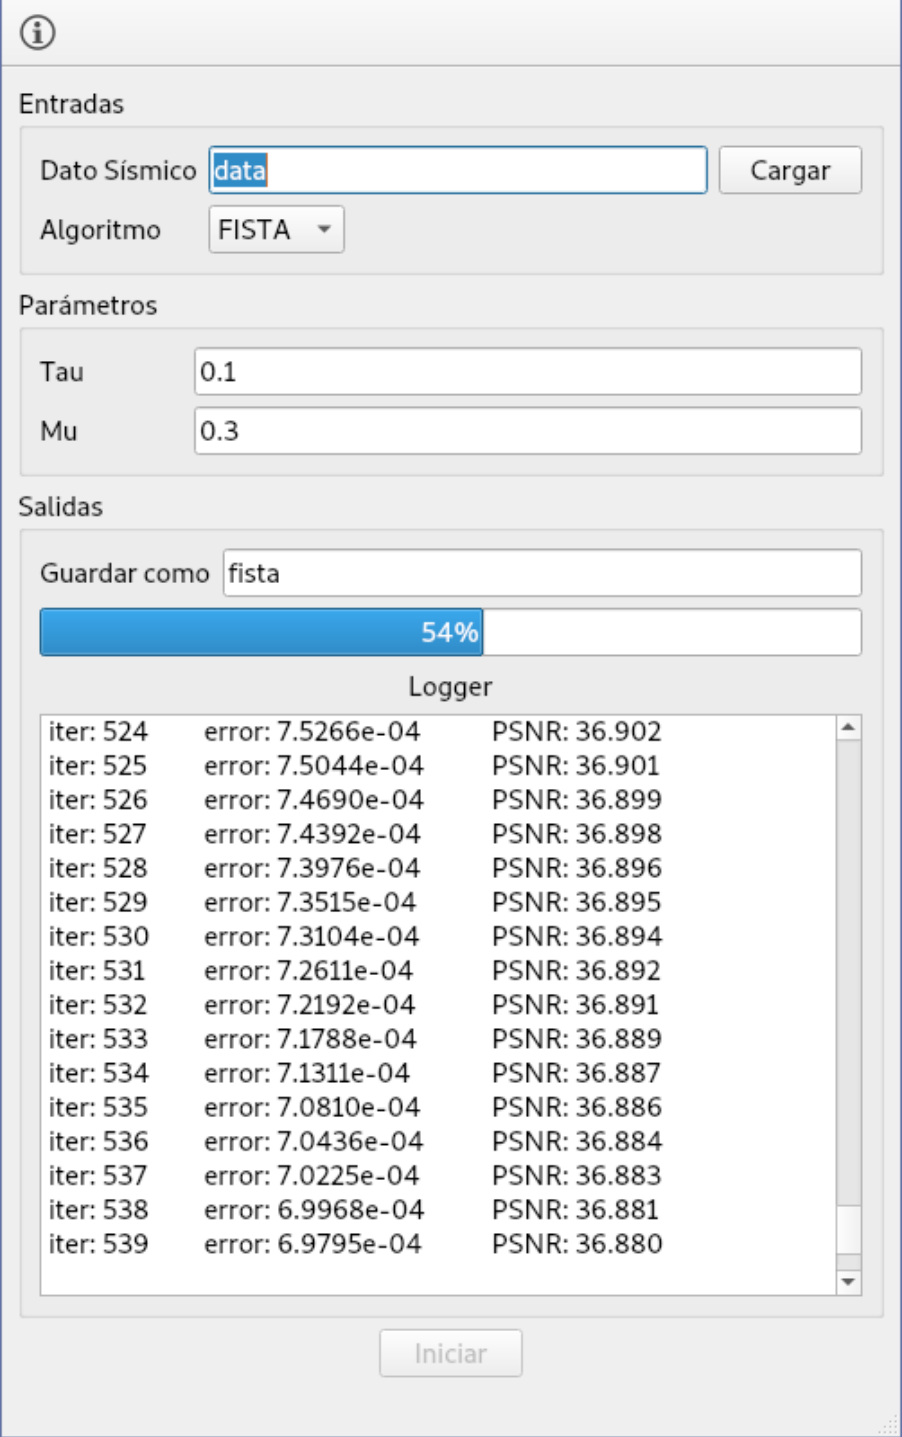 Entradas
Dato Sísmico data Cargar
Algoritmo FISTA
Parámetros
Tau 0.1
Mu 0.3
Salidas
Guardar como fista
54%
Logger
iter: 524 error: 7.5266e-04 PSNR: 36.902
iter: 525 error: 7.5044e-04 PSNR: 36.901
iter: 526 error: 7.4690e-04 PSNR: 36.899
iter: 527 error: 7.4392e-04 PSNR: 36.898
iter: 528 error: 7.3976e-04 PSNR: 36.896
iter: 529 error: 7.3515e-04 PSNR: 36.895
iter: 530 error: 7.3104e-04 PSNR: 36.894
iter: 531 error: 7.2611e-04 PSNR: 36.892
iter: 532 error: 7.2192e-04 PSNR: 36.891
iter: 533 error: 7.1788e-04 PSNR: 36.889
iter: 534 error: 7.1311e-04 PSNR: 36.887
iter: 535 error: 7.0810e-04 PSNR: 36.886
iter: 536 error: 7.0436e-04 PSNR: 36.884
iter: 537 error: 7.0225e-04 PSNR: 36.883
iter: 538 error: 6.9968e-04 PSNR: 36.881
iter: 539 error: 6.9795e-04 PSNR: 36.880
Iniciar